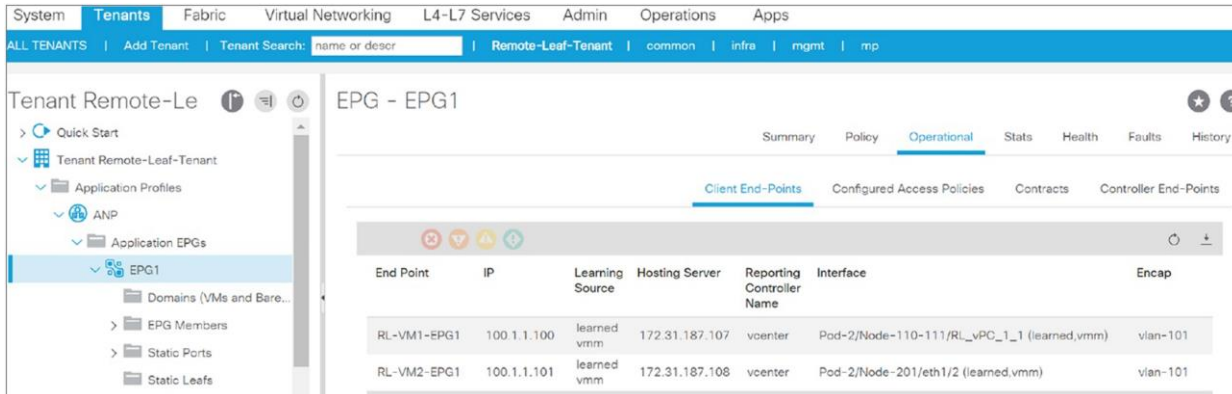 System Tenants Fabric Virtual Networking L4-L7 Services Admin Operations Apps
ALL TENANTS | Add Tenant | Tenant Search: name or descr | Remote-Leaf-Tenant | common | infra | mgmt | mp
Tenant Remote-Le
EPG - EPG1
Quick Start
Tenant Remote-Leaf-Tenant
Application Profiles
ANP
Application EPGs
EPG1
Domains (VMs and Bare...
EPG Members
Static Ports
Static Leafs
Summary Policy Operational Stats Health Faults History
Client End-Points Configured Access Policies Contracts Controller End-Points
End Point IP Learning Source Hosting Server Reporting Controller Name Interface Encap
RL-VM1-EPG1 100.1.1.100 learned vmm 172.31.187.107 vcenter Pod-2/Node-110-111/RL_vPC_1_1 (learned,vmm) vlan-101
RL-VM2-EPG1 100.1.1.101 learned vmm 172.31.187.108 vcenter Pod-2/Node-201/eth1/2 (learned,vmm) vlan-101